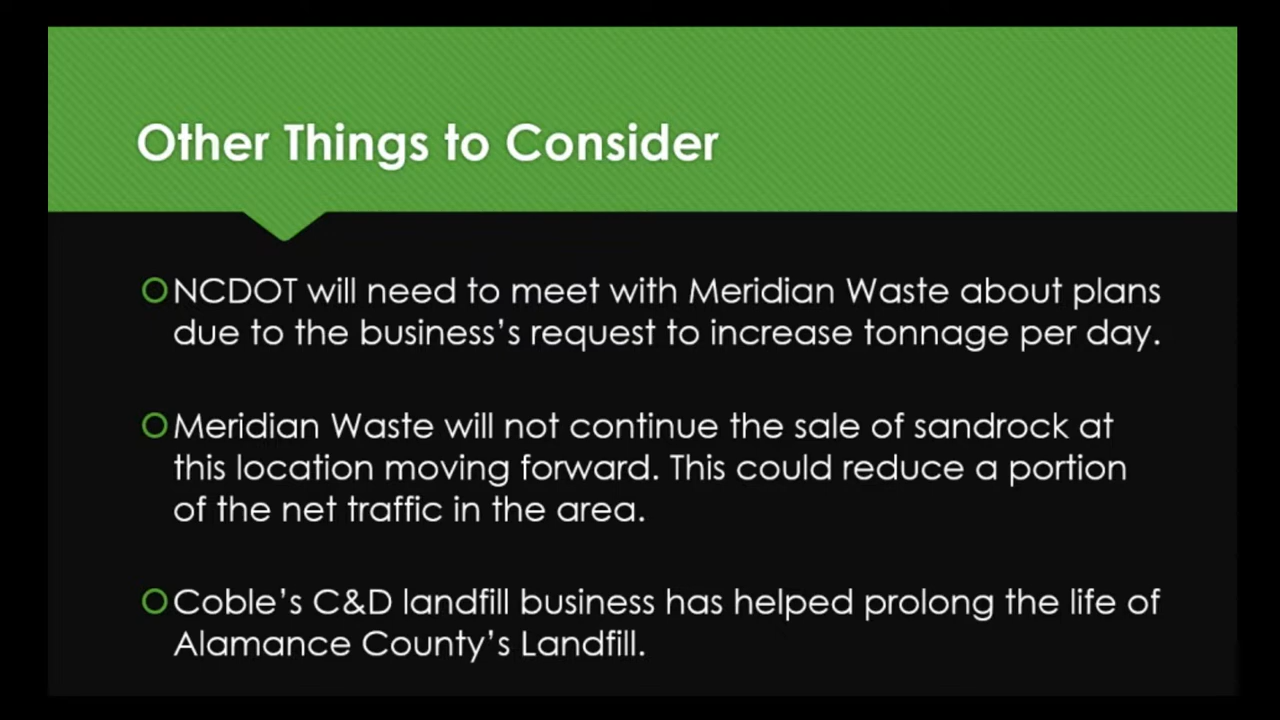 Other Things to Consider
NCDOT will need to meet with Meridian Waste about plans
due to the business’s request to increase tonnage per day.
Meridian Waste will not continue the sale of sandrock at
this location moving forward. This could reduce a portion
of the net traffic in the area.
Coble’s C&D landfill business has helped prolong the life of
Alamance County’s Landfill.